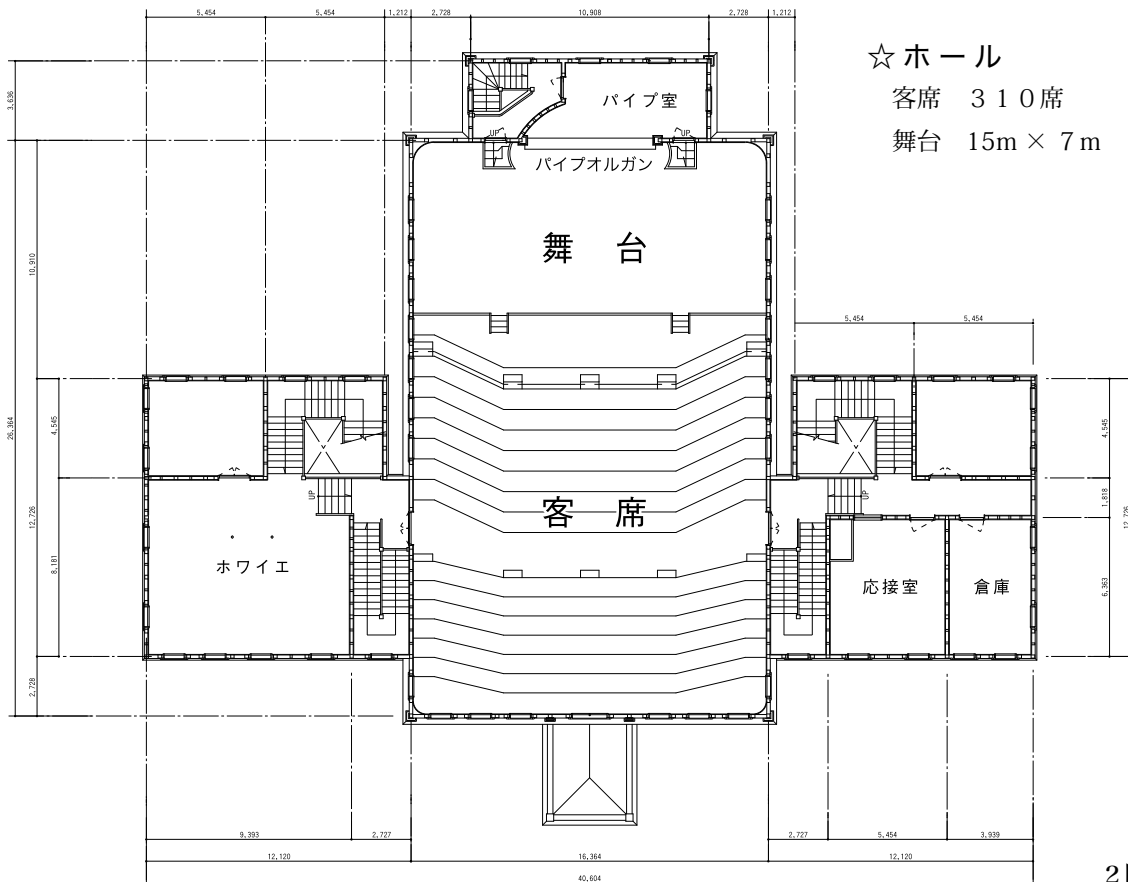 5,454 5,454 1,212 2,728 10,908 2,728 1,212
☆ホール
客席 310席
舞台 15m × 7m
3,636
パイプ室
UP UP
パイプオルガン
舞台
10,910
5,454 5,454
26,364
4,545
4,545
UP
客席
UP
1,818
12,726
12,726
8,181
ホワイエ
応接室 倉庫
6,363
2,728
9,393 2,727
2,727 5,454 3,939
12,120 16,364 12,120
40,604